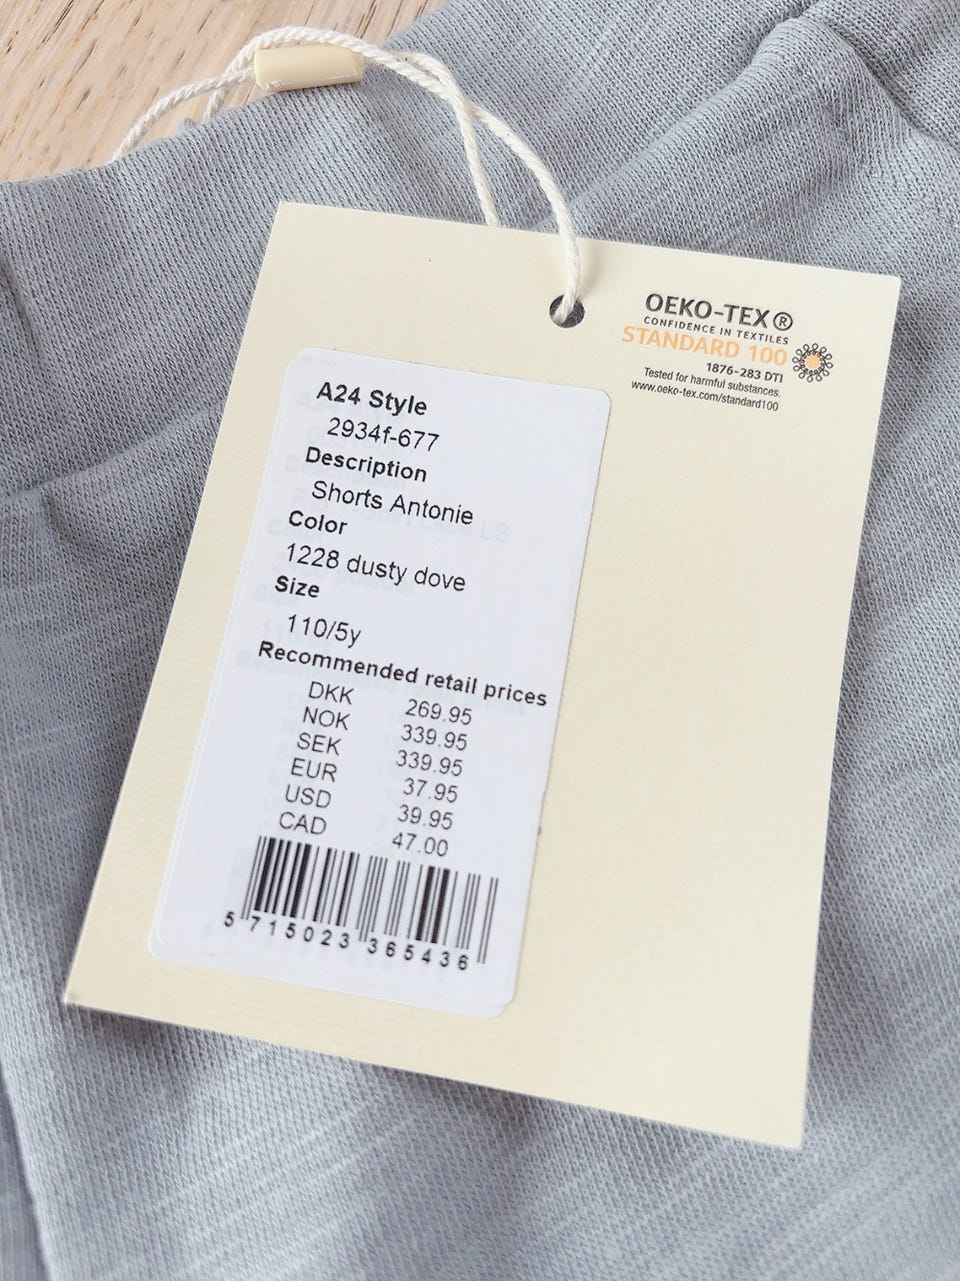 OEKO-TEX®
CONFIDENCE IN TEXTILES
STANDARD 100
1876-283 DTI
Tested for harmful substances.
www.oeko-tex.com/standard100
A24 Style
2934f-677
Description
Shorts Antonie
Color
1228 dusty dove
Size
110/5y
Recommended retail prices
DKK 269.95
NOK 339.95
SEK 339.95
EUR 37.95
USD 39.95
CAD 47.00
5 715023 365436